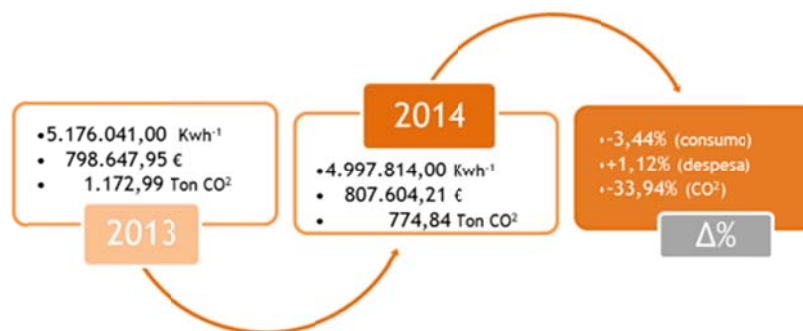 •5.176.041,00 Kwh⁻¹
• 798.647,95 €
• 1.172,99 Ton CO²
2013
2014
•4.997.814,00 Kwh⁻¹
• 807.604,21 €
• 774,84 Ton CO²
•-3,44% (consumo)
•+1,12% (despesa)
•-33,94% (CO²)
Δ%